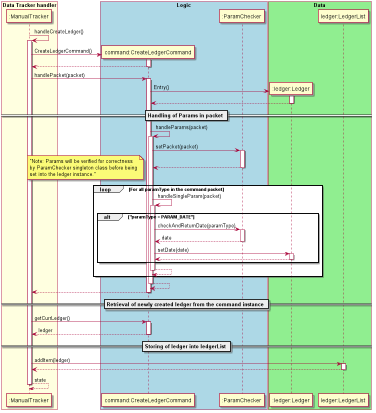 Data Tracker handler
Logic
Data
ManualTracker
ParamChecker
ledger:LedgerList
handleCreateLedger()
CreateLedgerCommand()
command:CreateLedgerCommand
handlePacket(packet)
Entry()
ledger:Ledger
Handling of Params in packet
handleParams(packet)
setPacket(packet)
"Note: Params will be verified for correctness
by ParamChecker singleton class before being
set into the ledger instance."
loop
[For all paramType in the command packet]
handleSingleParam(packet)
alt
["paramType = PARAM_DATE"]
checkAndReturnDate(paramType)
data
setDate(date)
Retrieval of newly created ledger from the command instance
getCurrLedger()
ledger
Storing of ledger into ledgerList
addItem(ledger)
state
ManualTracker
command:CreateLedgerCommand
ParamChecker
ledger:Ledger
ledger:LedgerList